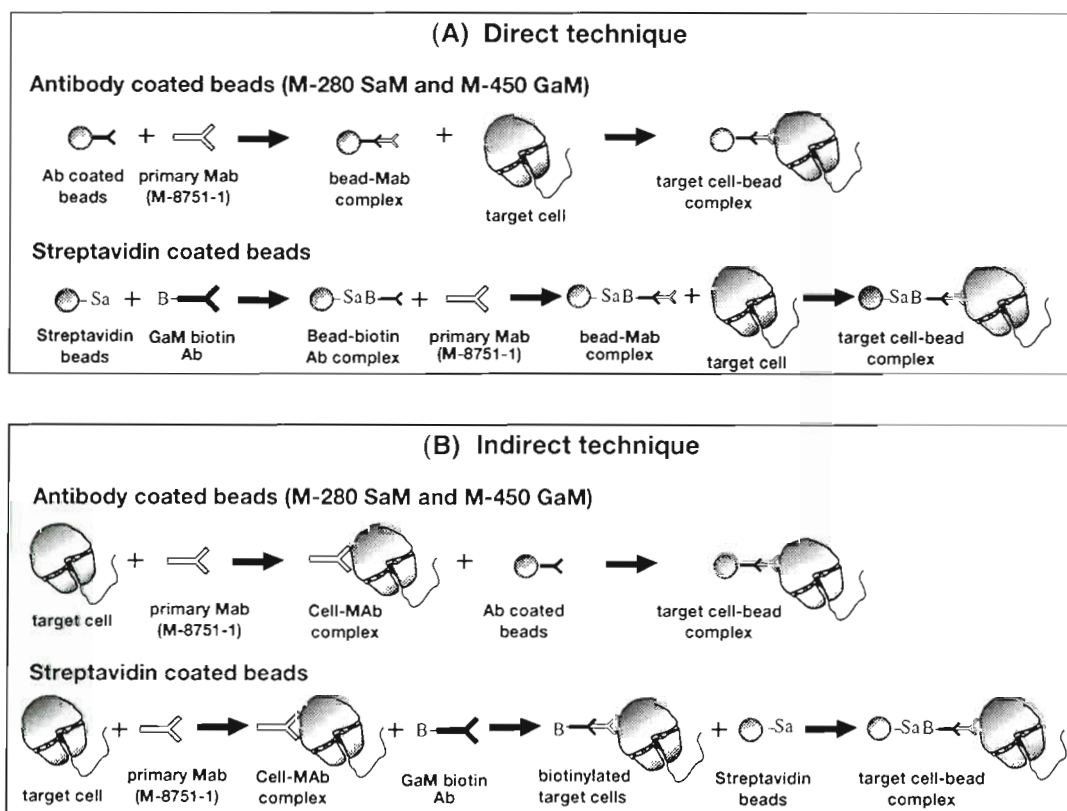 (A) Direct technique
Antibody coated beads (M-280 SaM and M-450 GaM)
+ + 
Ab coated beads
primary Mab (M-8751-1)
bead-Mab complex
target cell
target cell-bead complex
Streptavidin coated beads
Sa + B SaB + SaB + SaB
Streptavidin beads
GaM biotin Ab
Bead-biotin Ab complex
primary Mab (M-8751-1)
bead-Mab complex
target cell
target cell-bead complex
(B) Indirect technique
Antibody coated beads (M-280 SaM and M-450 GaM)
+ +
target cell
primary Mab (M-8751-1)
Cell-MAb complex
Ab coated beads
target cell-bead complex
Streptavidin coated beads
+ + B B + Sa SaB
target cell
primary Mab (M-8751-1)
Cell-MAb complex
GaM biotin Ab
biotinylated target cells
Streptavidin beads
target cell-bead complex